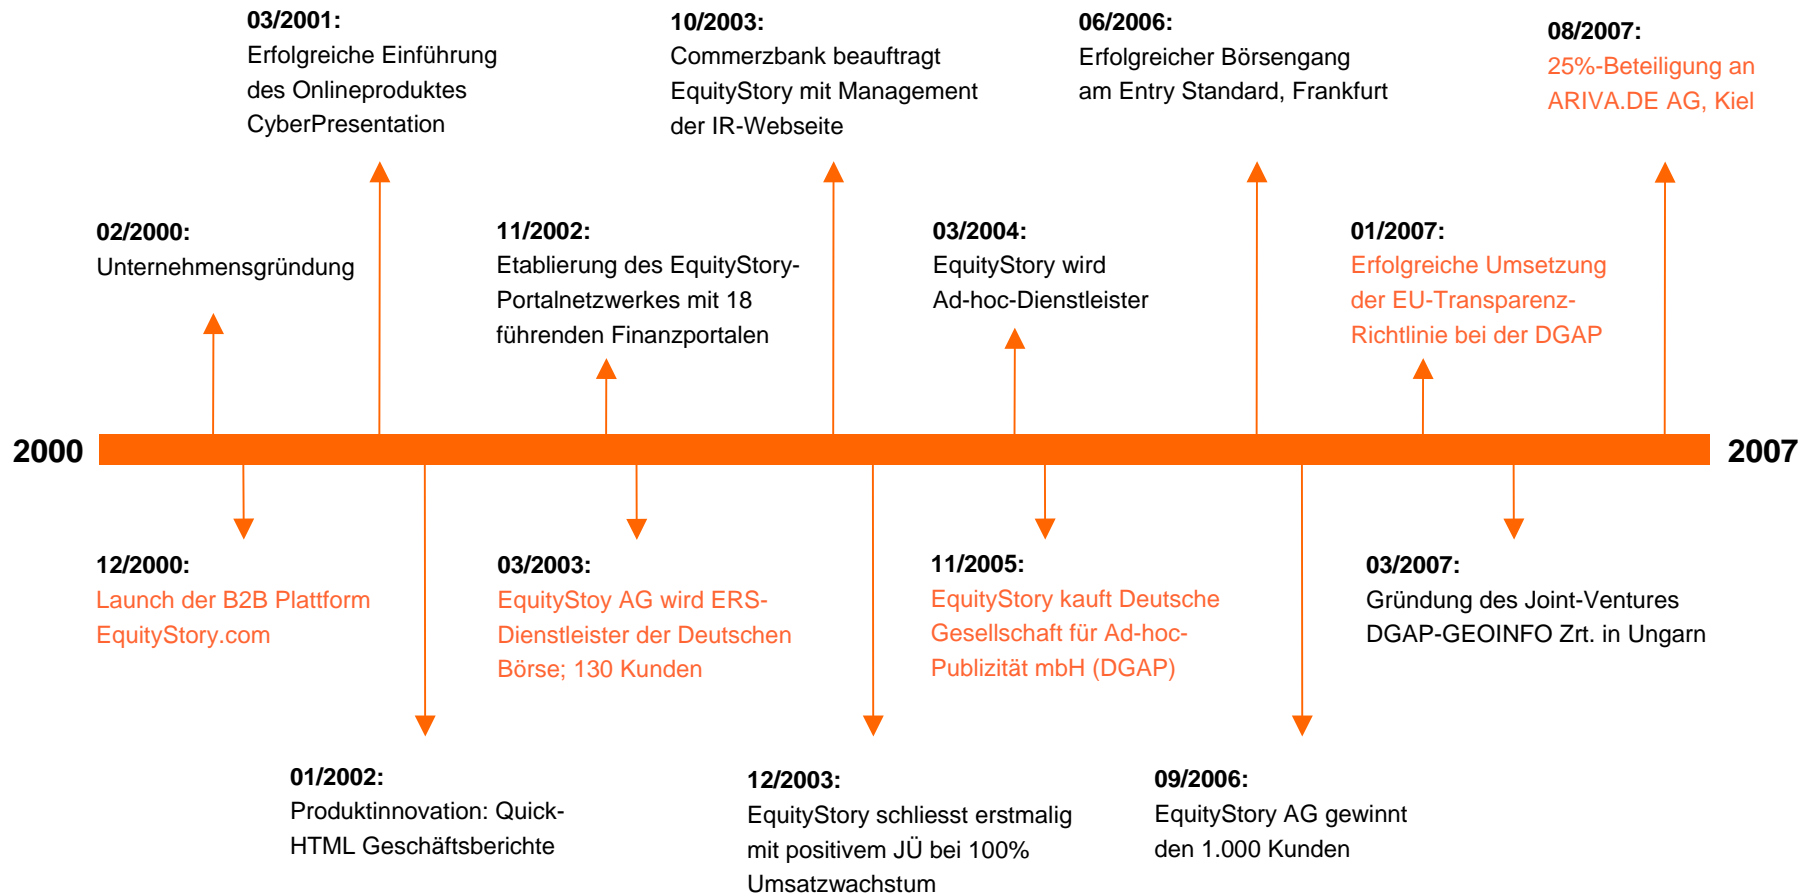 03/2001:
Erfolgreiche Einführung
des Onlineproduktes
CyberPresentation
10/2003:
Commerzbank beauftragt
EquityStory mit Management
der IR-Webseite
06/2006:
Erfolgreicher Börsengang
am Entry Standard, Frankfurt
08/2007:
25%-Beteiligung an
ARIVA.DE AG, Kiel
02/2000:
Unternehmensgründung
11/2002:
Etablierung des EquityStory-
Portalnetzwerkes mit 18
führenden Finanzportalen
03/2004:
EquityStory wird
Ad-hoc-Dienstleister
01/2007:
Erfolgreiche Umsetzung
der EU-Transparenz-
Richtlinie bei der DGAP
2000
2007
12/2000:
Launch der B2B Plattform
EquityStory.com
03/2003:
EquityStoy AG wird ERS-
Dienstleister der Deutschen
Börse; 130 Kunden
11/2005:
EquityStory kauft Deutsche
Gesellschaft für Ad-hoc-
Publizität mbH (DGAP)
03/2007:
Gründung des Joint-Ventures
DGAP-GEOINFO Zrt. in Ungarn
01/2002:
Produktinnovation: Quick-
HTML Geschäftsberichte
12/2003:
EquityStory schliesst erstmalig
mit positivem JÜ bei 100%
Umsatzwachstum
09/2006:
EquityStory AG gewinnt
den 1.000 Kunden